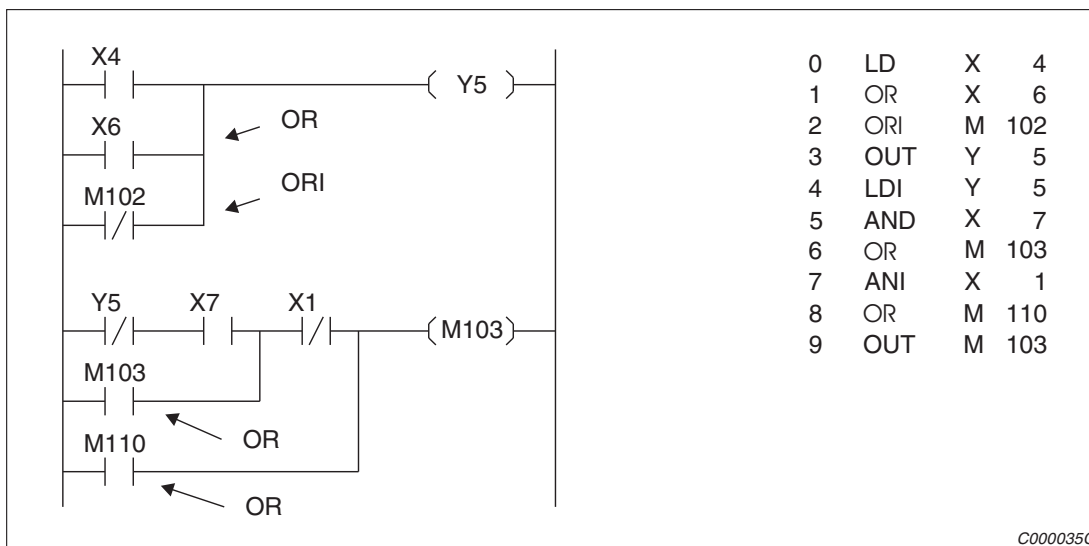 X4
Y5
X6
OR
M102
ORI
Y5 X7 X1
M103
M103
OR
M110
OR
0 LD X 4
1 OR X 6
2 ORI M 102
3 OUT Y 5
4 LDI Y 5
5 AND X 7
6 OR M 103
7 ANI X 1
8 OR M 110
9 OUT M 103